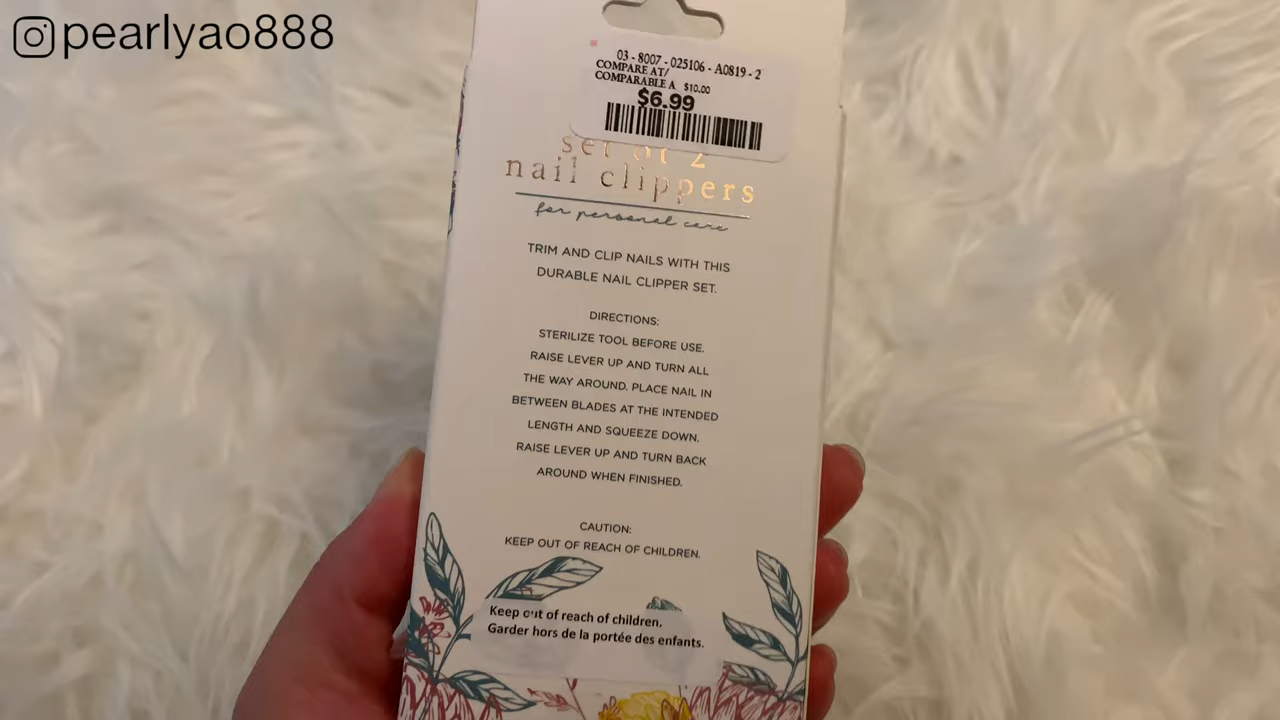 pearlyao888
03 - 8007 - 025106 - A0819 - 2
COMPARE AT/
COMPARABLE A $10.00
$6.99
set of 2
nail clippers
for personal care
TRIM AND CLIP NAILS WITH THIS
DURABLE NAIL CLIPPER SET.
DIRECTIONS:
STERILIZE TOOL BEFORE USE.
RAISE LEVER UP AND TURN ALL
THE WAY AROUND. PLACE NAIL IN
BETWEEN BLADES AT THE INTENDED
LENGTH AND SQUEEZE DOWN.
RAISE LEVER UP AND TURN BACK
AROUND WHEN FINISHED.
CAUTION:
KEEP OUT OF REACH OF CHILDREN.
Keep out of reach of children.
Garder hors de la portée des enfants.